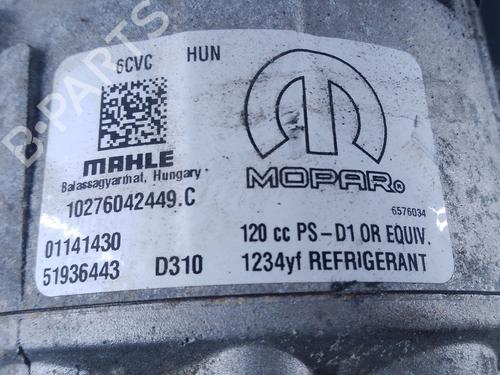 6CVC HUN
MAHLE
Balassagyarmat, Hungary
10276042449.C
MOPAR®
6576034
01141430
120 cc PS-D1 OR EQUIV.
51936443 D310
1234yf REFRIGERANT
B-PARTS